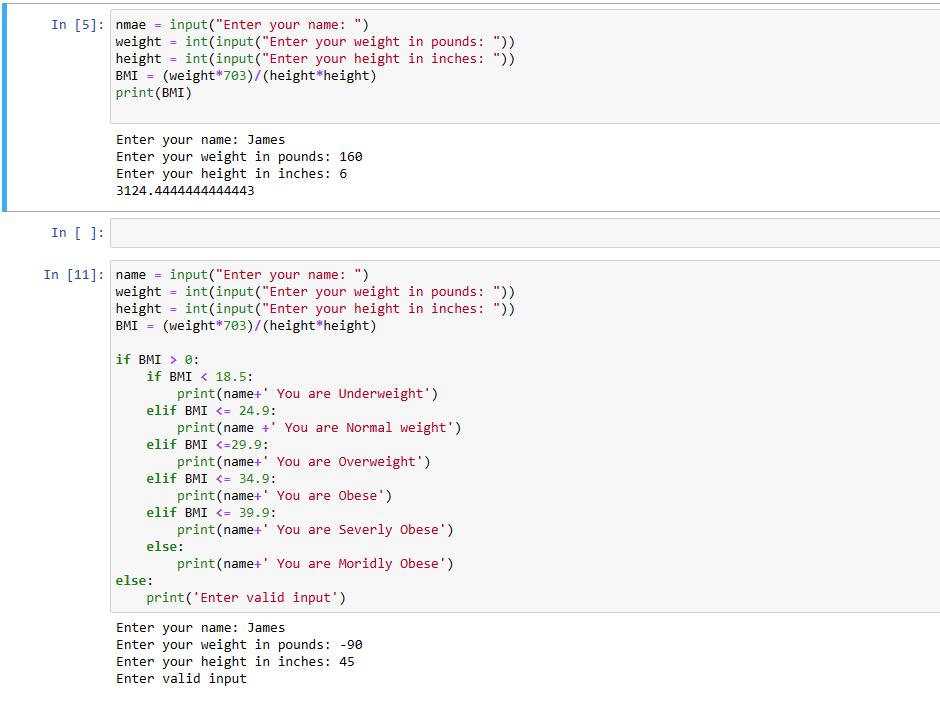 In [5]: nmae = input("Enter your name: ")
weight = int(input("Enter your weight in pounds: "))
height = int(input("Enter your height in inches: "))
BMI = (weight*703)/(height*height)
print(BMI)
Enter your name: James
Enter your weight in pounds: 160
Enter your height in inches: 6
3124.4444444444443
In [ ]:
In [11]: name = input("Enter your name: ")
weight = int(input("Enter your weight in pounds: "))
height = int(input("Enter your height in inches: "))
BMI = (weight*703)/(height*height)
if BMI > 0:
    if BMI < 18.5:
        print(name+' You are Underweight')
    elif BMI <= 24.9:
        print(name +' You are Normal weight')
    elif BMI <=29.9:
        print(name+' You are Overweight')
    elif BMI <= 34.9:
        print(name+' You are Obese')
    elif BMI <= 39.9:
        print(name+' You are Severly Obese')
    else:
        print(name+' You are Moridly Obese')
else:
    print('Enter valid input')
Enter your name: James
Enter your weight in pounds: -90
Enter your height in inches: 45
Enter valid input